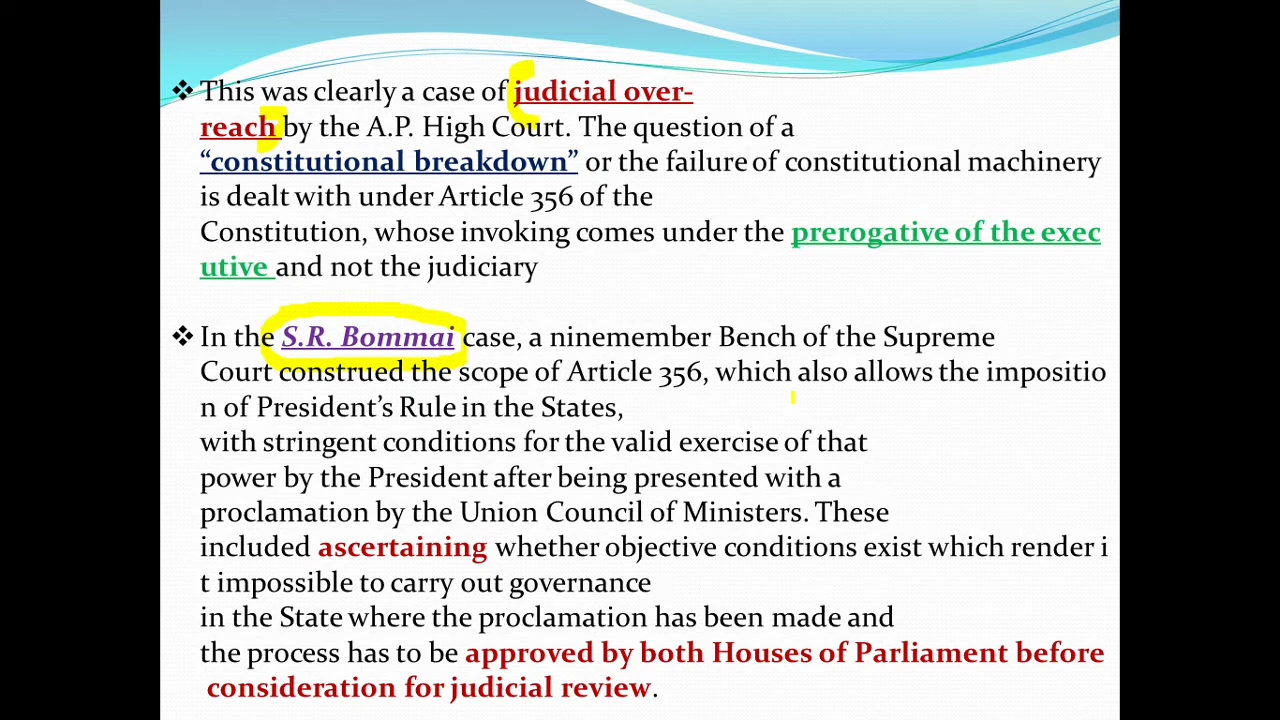 ❖ This was clearly a case of judicial over-
reach by the A.P. High Court. The question of a
“constitutional breakdown” or the failure of constitutional machinery
is dealt with under Article 356 of the
Constitution, whose invoking comes under the prerogative of the exec
utive and not the judiciary
❖ In the S.R. Bommai case, a ninemember Bench of the Supreme
Court construed the scope of Article 356, which also allows the impositio
n of President’s Rule in the States,
with stringent conditions for the valid exercise of that
power by the President after being presented with a
proclamation by the Union Council of Ministers. These
included ascertaining whether objective conditions exist which render i
t impossible to carry out governance
in the State where the proclamation has been made and
the process has to be approved by both Houses of Parliament before
consideration for judicial review.